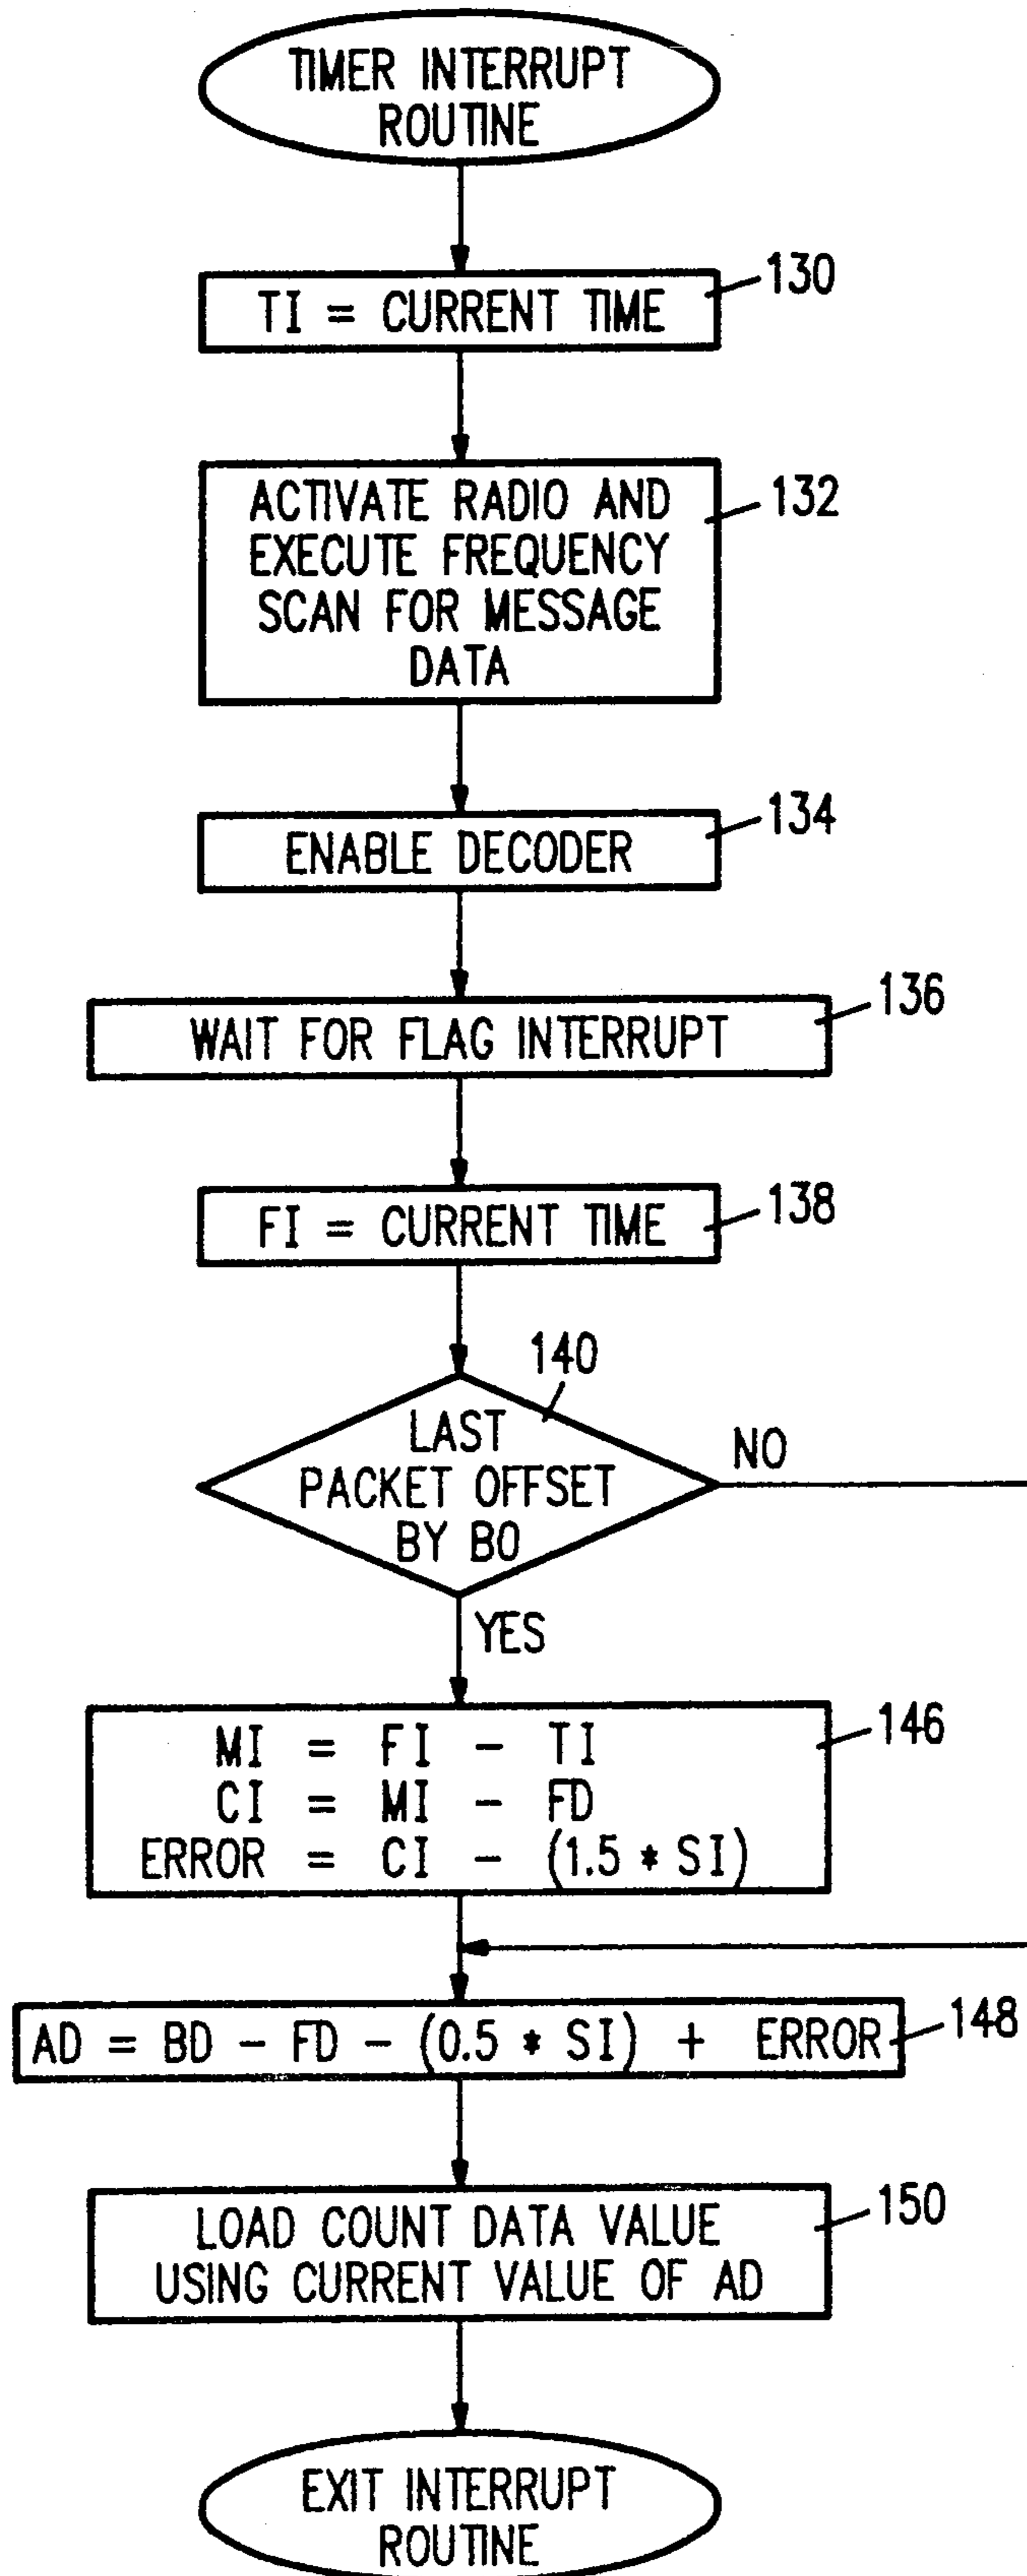 TIMER INTERRUPT
ROUTINE
130
TI = CURRENT TIME
132
ACTIVATE RADIO AND
EXECUTE FREQUENCY
SCAN FOR MESSAGE
DATA
134
ENABLE DECODER
136
WAIT FOR FLAG INTERRUPT
138
FI = CURRENT TIME
140
LAST
PACKET OFFSET
BY BO
NO
YES
146
MI = FI - TI
CI = MI - FD
ERROR = CI - (1.5 * SI)
148
AD = BD - FD - (0.5 * SI) + ERROR
150
LOAD COUNT DATA VALUE
USING CURRENT VALUE OF AD
EXIT INTERRUPT
ROUTINE